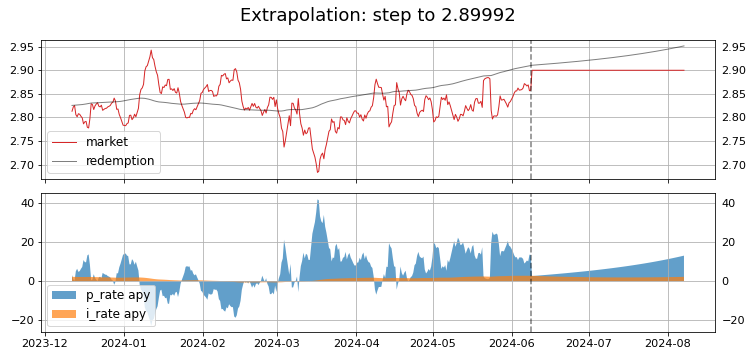 Extrapolation: step to 2.89992
2.95 2.95
2.90 2.90
2.85 2.85
2.80 2.80
2.75 2.75
2.70 2.70
market
redemption
40 40
20 20
0 0
−20 −20
p_rate apy
i_rate apy
2023-12 2024-01 2024-02 2024-03 2024-04 2024-05 2024-06 2024-07 2024-08